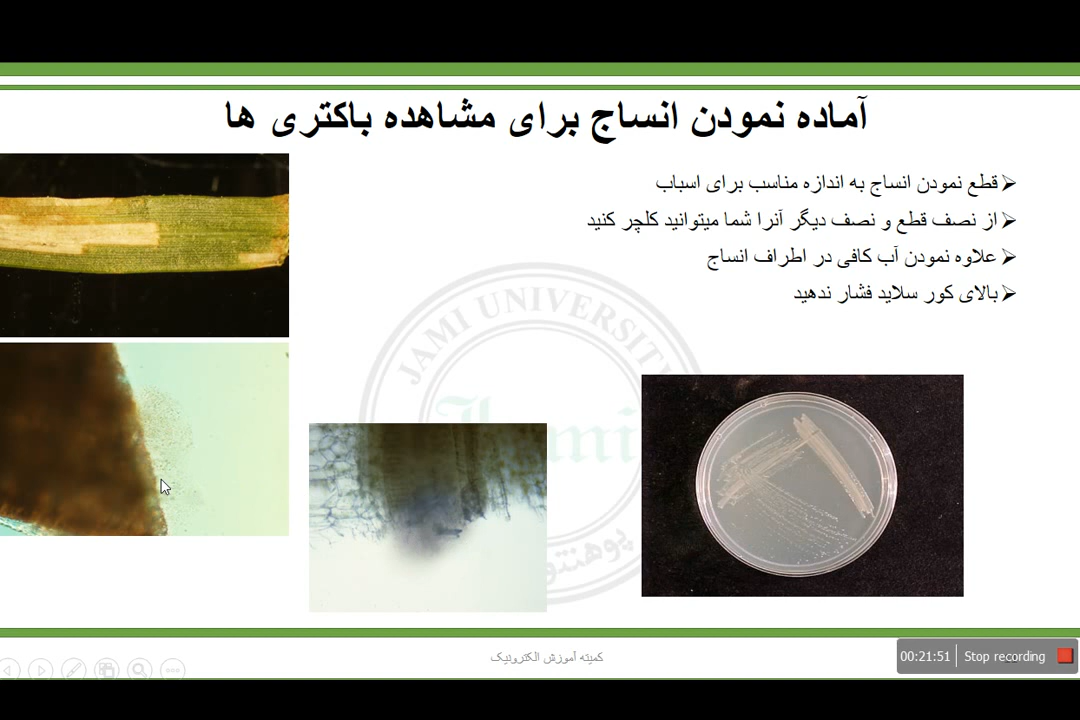 آماده نمودن انساج برای مشاهده باکتری ها
قطع نمودن انساج به اندازه مناسب برای اسباب
از نصف قطع و نصف دیگر آنرا شما میتوانید کلچر کنید
علاوه نمودن آب کافی در اطراف انساج
بالای کور سلاید فشار ندهید
JAMI UNIVERSITY
Jami
کمیته آموزش الکترونیک
00:21:51 Stop recording